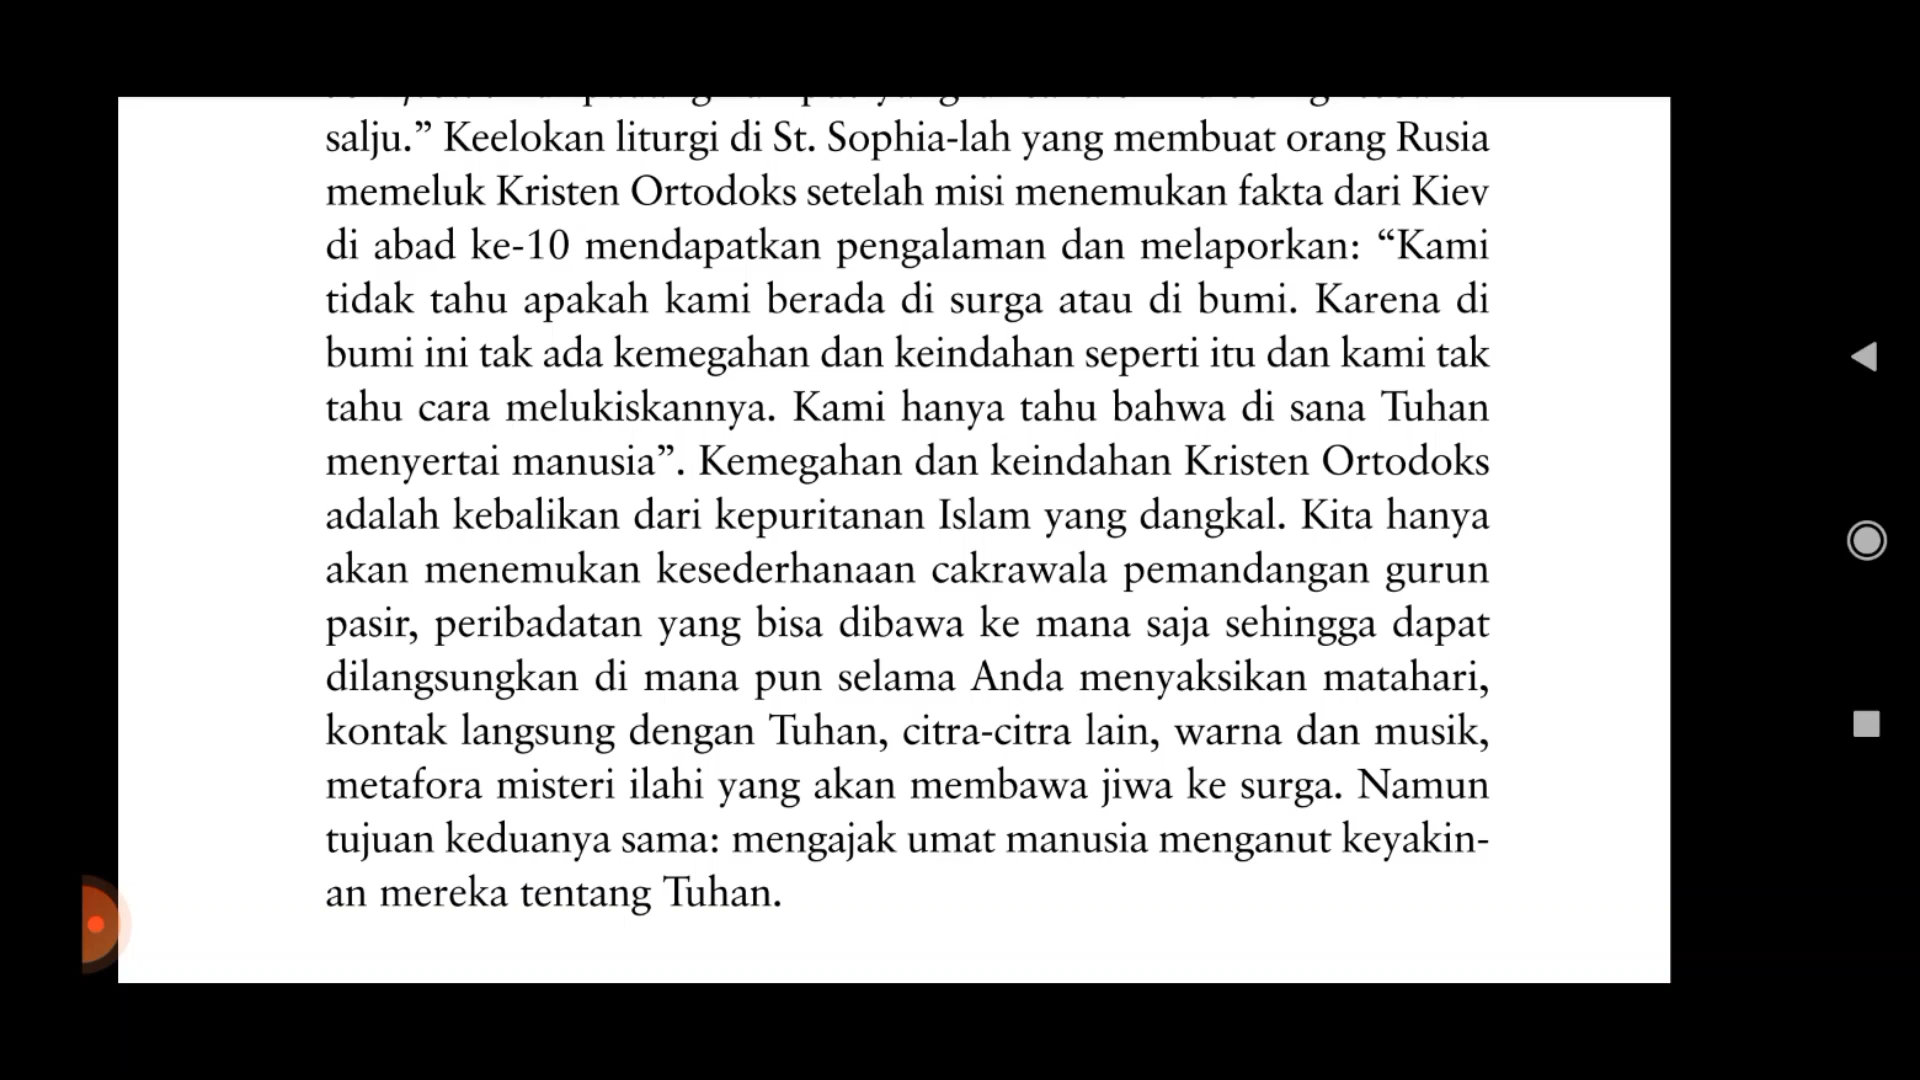 salju.” Keelokan liturgi di St. Sophia-lah yang membuat orang Rusia
memeluk Kristen Ortodoks setelah misi menemukan fakta dari Kiev
di abad ke-10 mendapatkan pengalaman dan melaporkan: “Kami
tidak tahu apakah kami berada di surga atau di bumi. Karena di
bumi ini tak ada kemegahan dan keindahan seperti itu dan kami tak
tahu cara melukiskannya. Kami hanya tahu bahwa di sana Tuhan
menyertai manusia”. Kemegahan dan keindahan Kristen Ortodoks
adalah kebalikan dari kepuritanan Islam yang dangkal. Kita hanya
akan menemukan kesederhanaan cakrawala pemandangan gurun
pasir, peribadatan yang bisa dibawa ke mana saja sehingga dapat
dilangsungkan di mana pun selama Anda menyaksikan matahari,
kontak langsung dengan Tuhan, citra-citra lain, warna dan musik,
metafora misteri ilahi yang akan membawa jiwa ke surga. Namun
tujuan keduanya sama: mengajak umat manusia menganut keyakin-
an mereka tentang Tuhan.